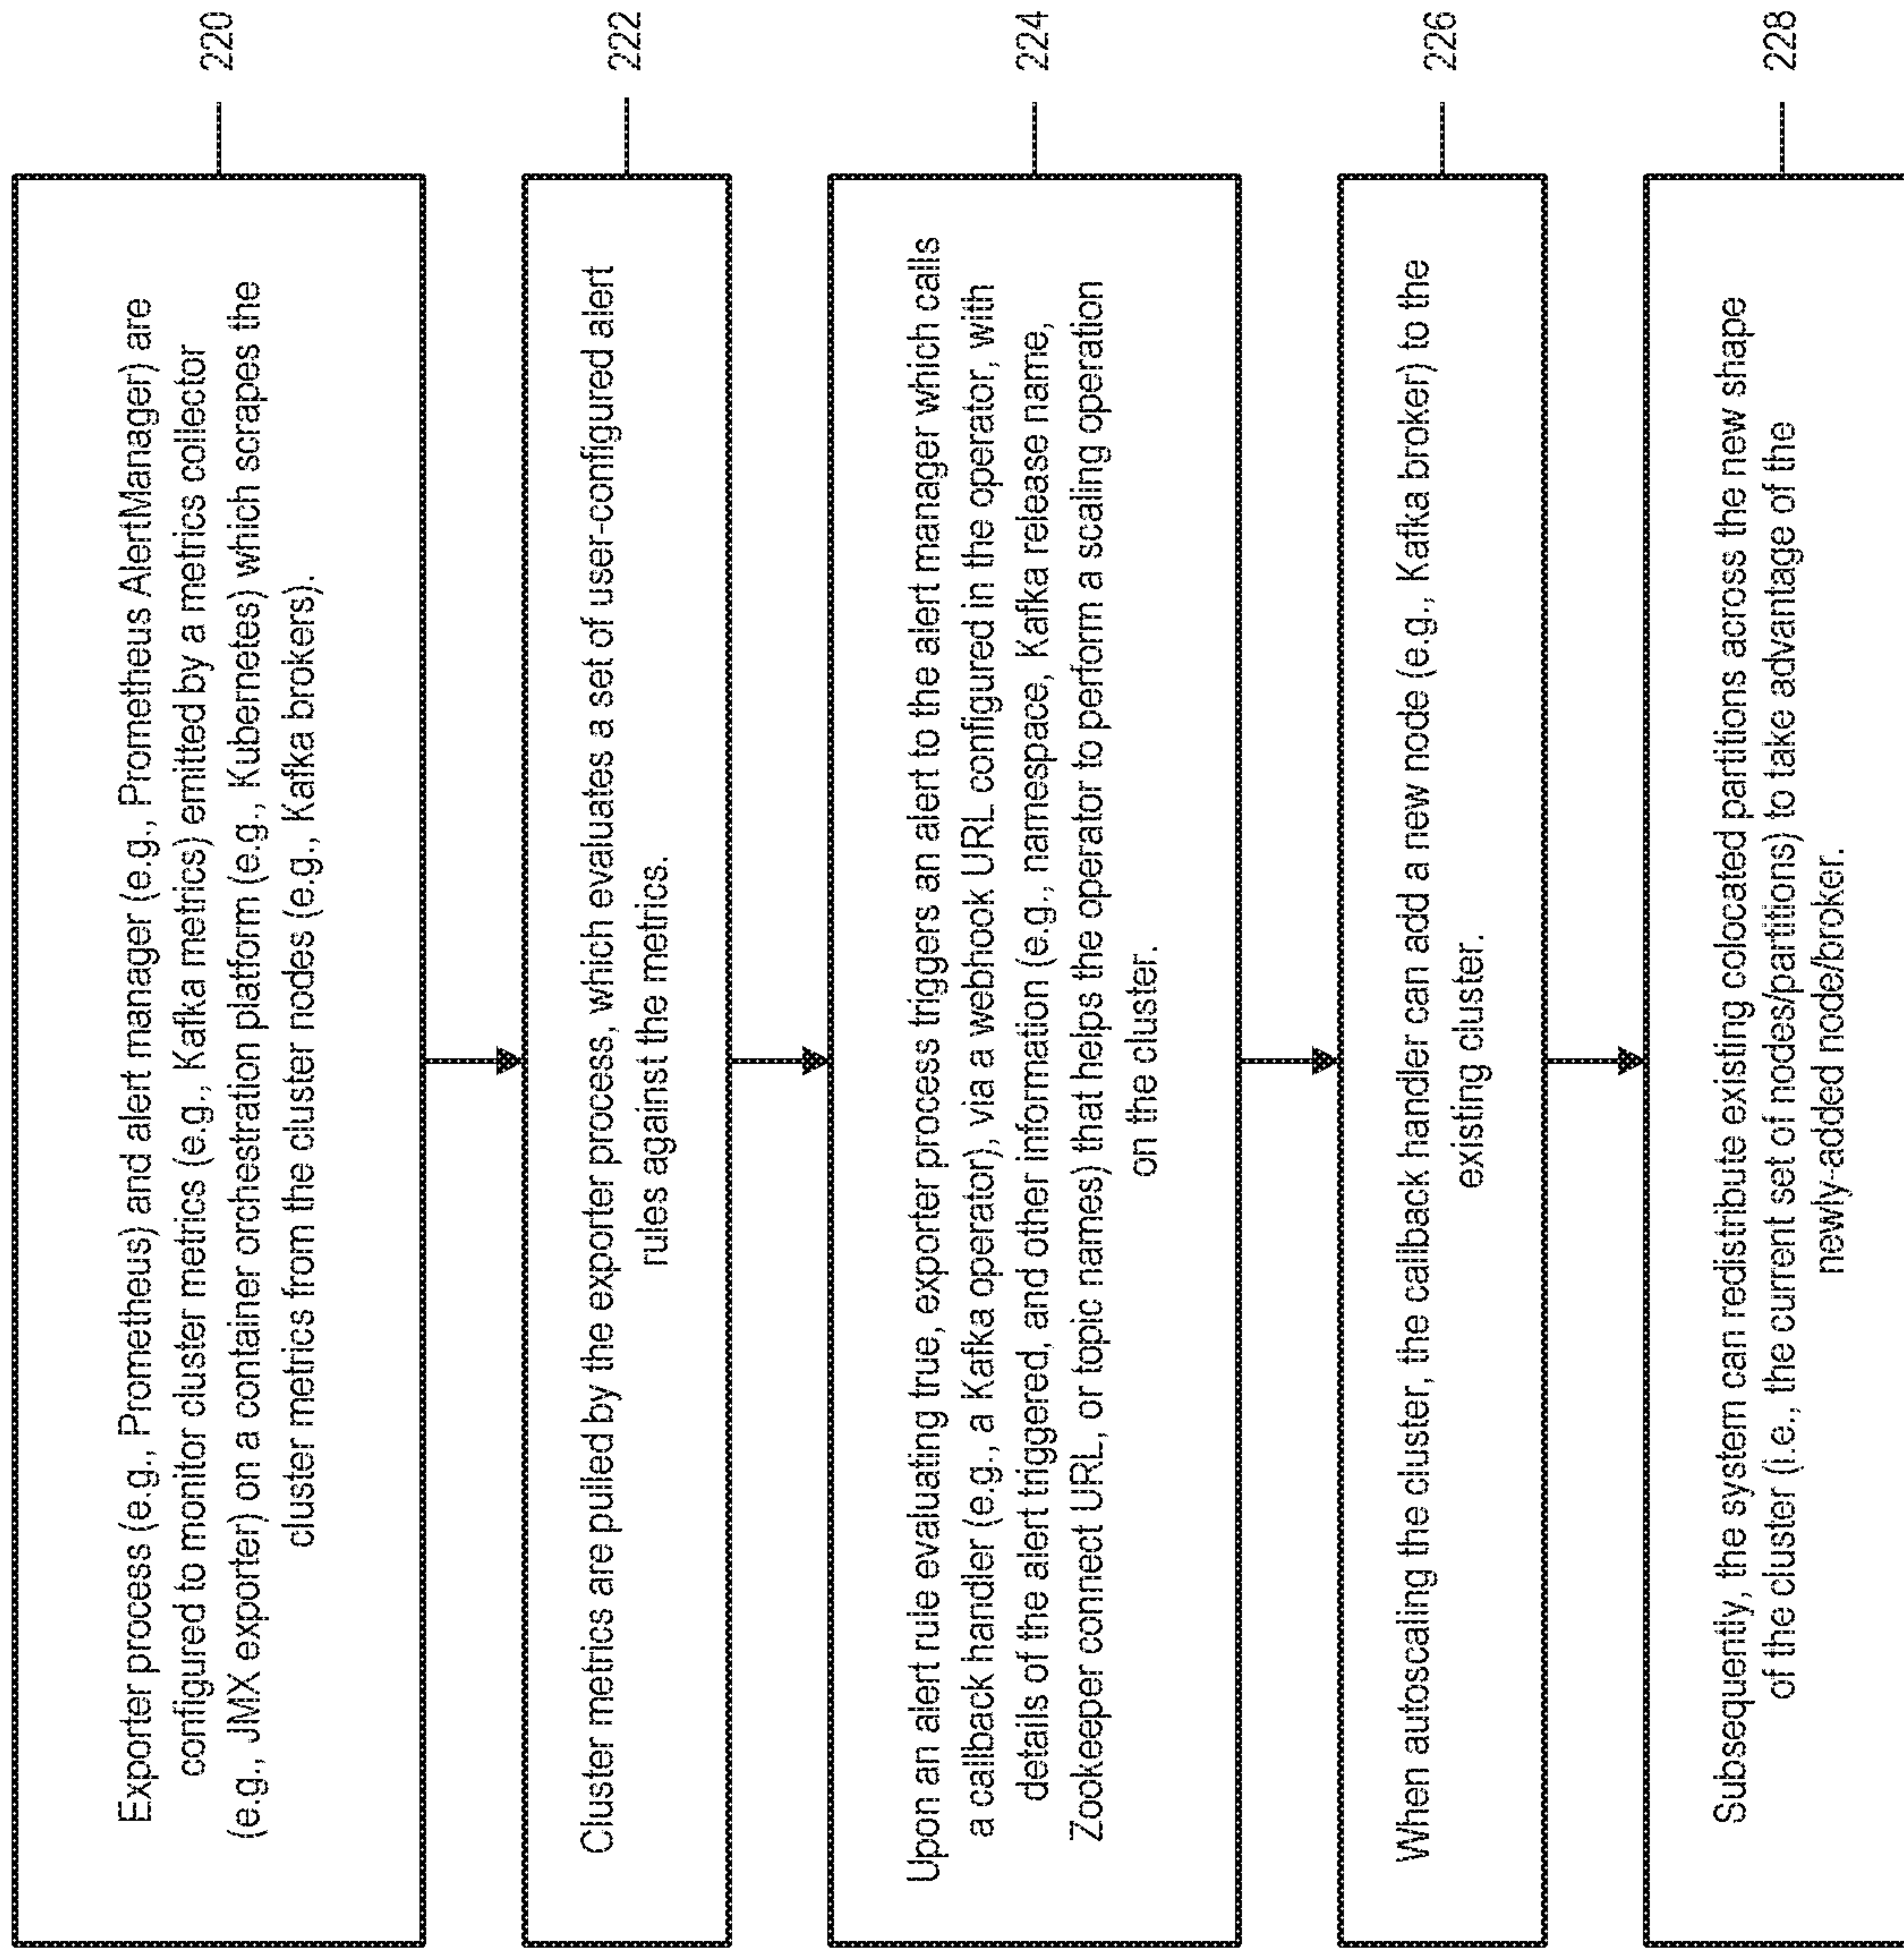 Exporter process (e.g., Prometheus) and alert manager (e.g., Prometheus AlertManager) are
configured to monitor cluster metrics (e.g., Kafka metrics) emitted by a metrics collector
(e.g., JMX exporter) on a container orchestration platform (e.g., Kubernetes) which scrapes the
cluster metrics from the cluster nodes (e.g., Kafka brokers).
220
Cluster metrics are pulled by the exporter process, which evaluates a set of user-configured alert
rules against the metrics.
222
Upon an alert rule evaluating true, exporter process triggers an alert to the alert manager which calls
a callback handler (e.g., a Kafka operator), via a webhook URL configured in the operator, with
details of the alert triggered, and other information (e.g., namespace, Kafka release name,
Zookeeper connect URL, or topic names) that helps the operator to perform a scaling operation
on the cluster.
224
When autoscaling the cluster, the callback handler can add a new node (e.g., Kafka broker) to the
existing cluster.
226
Subsequently, the system can redistribute existing colocated partitions across the new shape
of the cluster (i.e., the current set of nodes/partitions) to take advantage of the
newly-added node/broker.
228